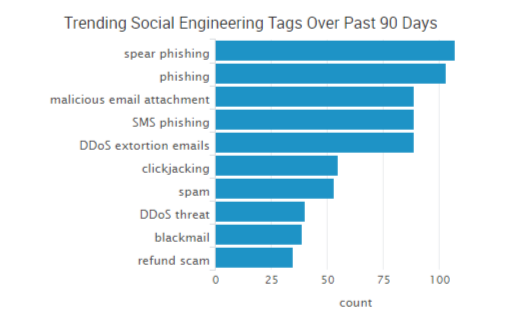 Trending Social Engineering Tags Over Past 90 Days
spear phishing
phishing
malicious email attachment
SMS phishing
DDoS extortion emails
clickjacking
spam
DDoS threat
blackmail
refund scam
0 25 50 75 100
count